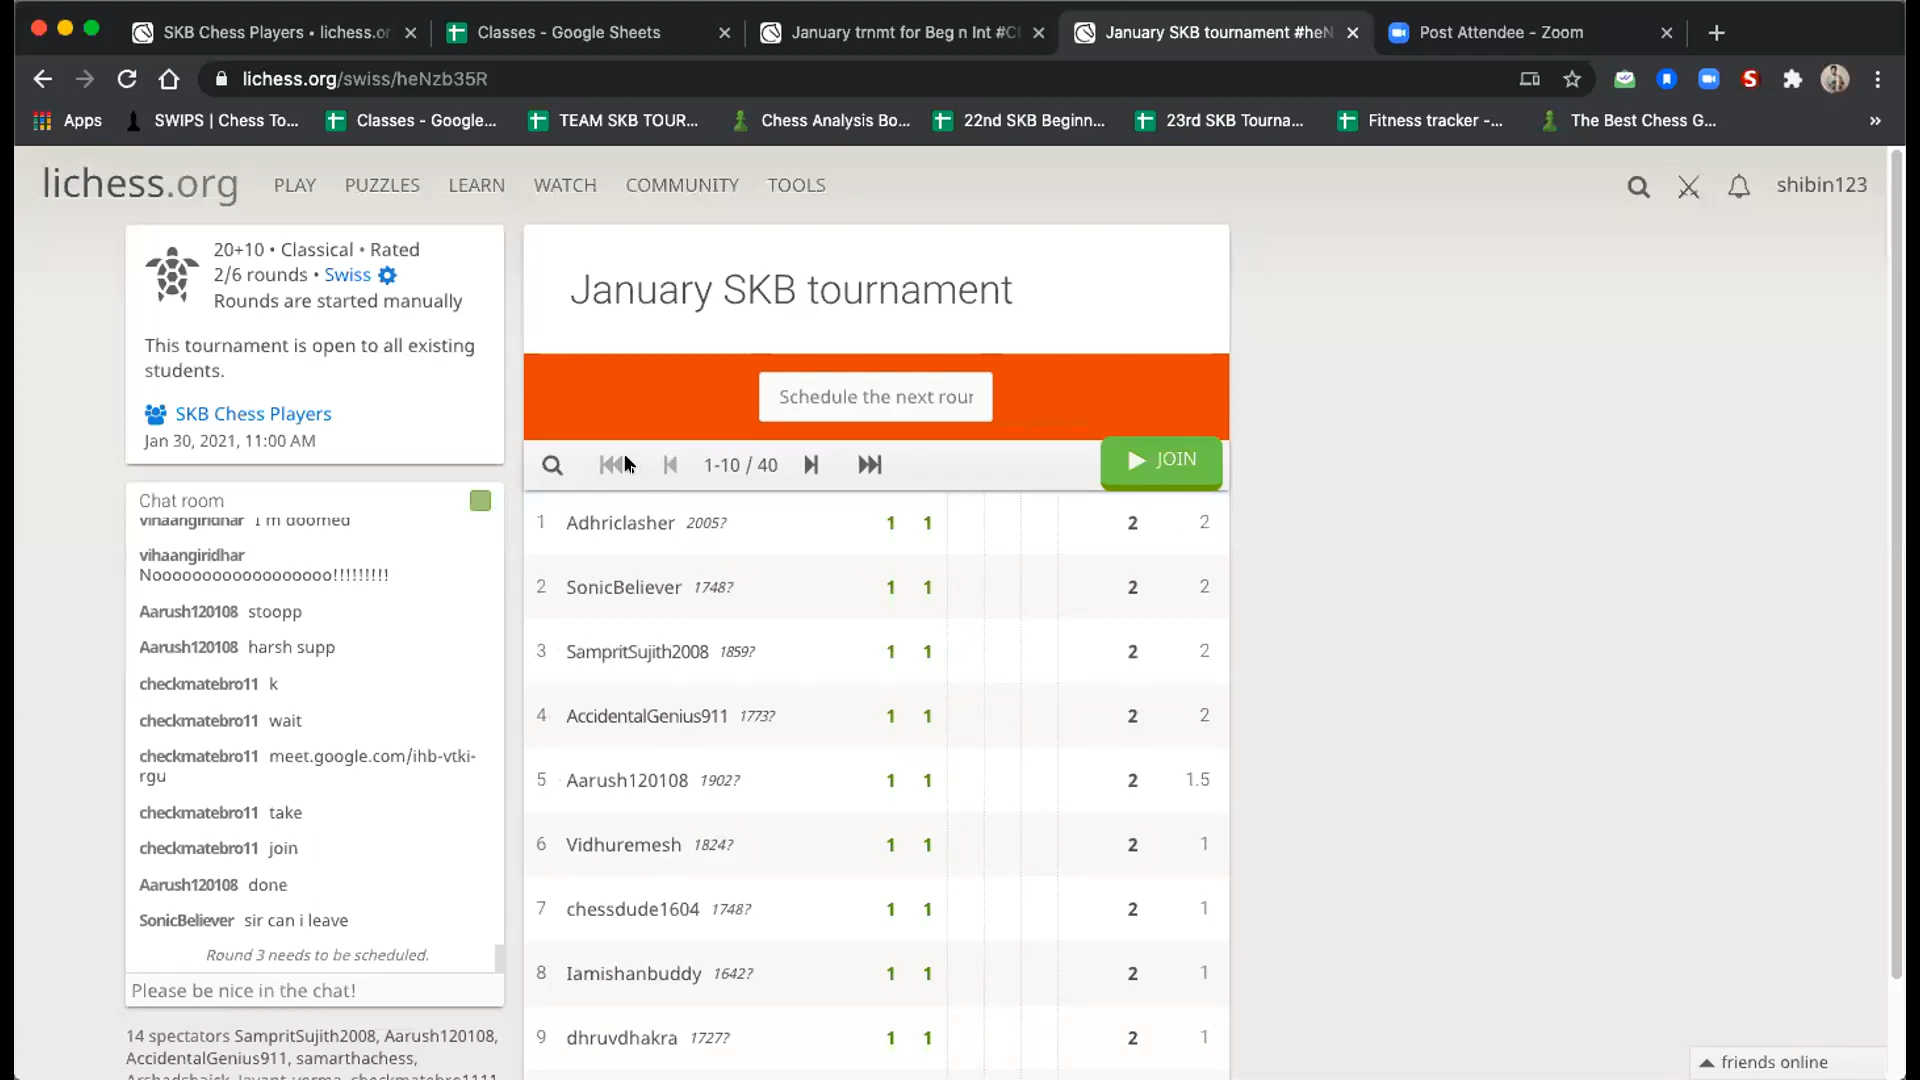 SKB Chess Players • lichess.or
Classes - Google Sheets
January trnmt for Beg n Int #C
January SKB tournament #heN
Post Attendee - Zoom
lichess.org/swiss/heNzb35R
Apps
SWIPS | Chess To...
Classes - Google...
TEAM SKB TOUR...
Chess Analysis Bo...
22nd SKB Beginn...
23rd SKB Tourna...
Fitness tracker -...
The Best Chess G...
lichess.org
PLAY
PUZZLES
LEARN
WATCH
COMMUNITY
TOOLS
shibin123
20+10 • Classical • Rated
2/6 rounds • Swiss
Rounds are started manually
This tournament is open to all existing
students.
SKB Chess Players
Jan 30, 2021, 11:00 AM
Chat room
vihaangiridhar I'm doomed
vihaangiridhar
Noooooooooooooooooo!!!!!!!!!
Aarush120108 stoopp
Aarush120108 harsh supp
checkmatebro11 k
checkmatebro11 wait
checkmatebro11 meet.google.com/ihb-vtki-
rgu
checkmatebro11 take
checkmatebro11 join
Aarush120108 done
SonicBeliever sir can i leave
Round 3 needs to be scheduled.
Please be nice in the chat!
14 spectators SampritSujith2008, Aarush120108,
AccidentalGenius911, samarthachess,
January SKB tournament
Schedule the next roun
1-10 / 40
JOIN
1 Adhriclasher 2005? 1 1 2 2
2 SonicBeliever 1748? 1 1 2 2
3 SampritSujith2008 1859? 1 1 2 2
4 AccidentalGenius911 1773? 1 1 2 2
5 Aarush120108 1902? 1 1 2 1.5
6 Vidhuremesh 1824? 1 1 2 1
7 chessdude1604 1748? 1 1 2 1
8 Iamishanbuddy 1642? 1 1 2 1
9 dhruvdhakra 1727? 1 1 2 1
friends online